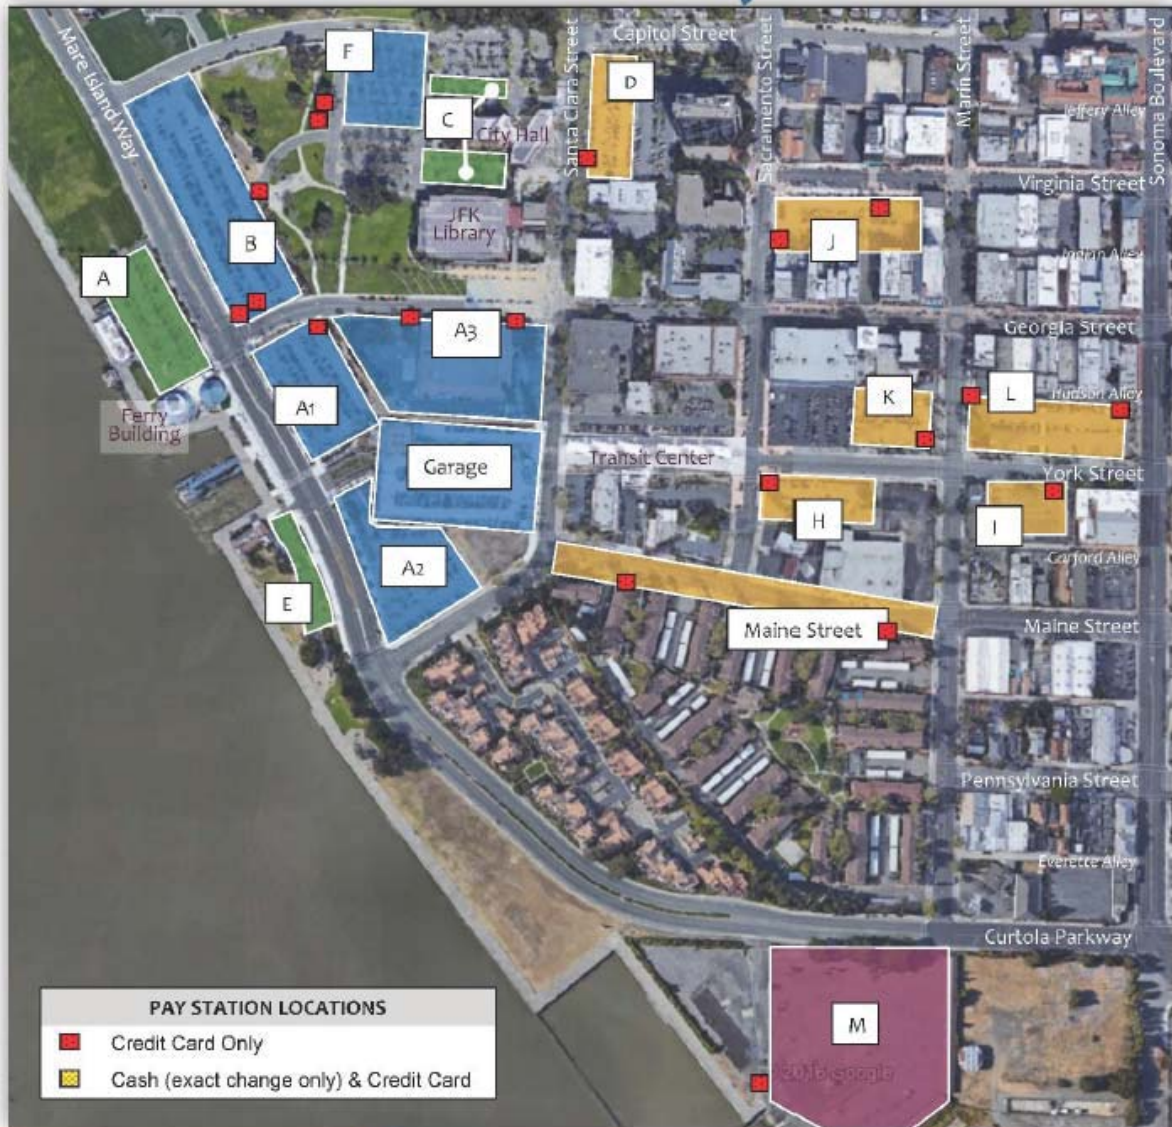 Capitol Street
Mare Island Way
Santa Clara Street
Sacramento Street
Marin Street
Sonoma Boulevard
F
D
Jeffery Alley
C
City Hall
Virginia Street
JFK
Library
B
J
Indian Alley
A
A3
Georgia Street
A1
K
L
Hudson Alley
Ferry
Building
Garage
Transit Center
York Street
H
I
A2
Garford Alley
E
Maine Street
Maine Street
Pennsylvania Street
Everette Alley
Curtola Parkway
M
2016 Google
PAY STATION LOCATIONS
Credit Card Only
Cash (exact change only) & Credit Card